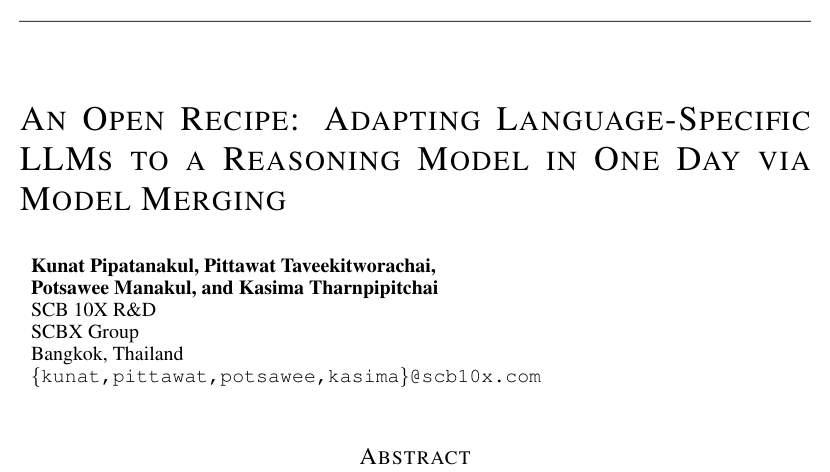 AN OPEN RECIPE: ADAPTING LANGUAGE-SPECIFIC
LLMS TO A REASONING MODEL IN ONE DAY VIA
MODEL MERGING
Kunat Pipatanakul, Pittawat Taveekitworachai,
Potsawee Manakul, and Kasima Tharnpipitchai
SCB 10X R&D
SCBX Group
Bangkok, Thailand
{kunat,pittawat,potsawee,kasima}@scb10x.com
ABSTRACT